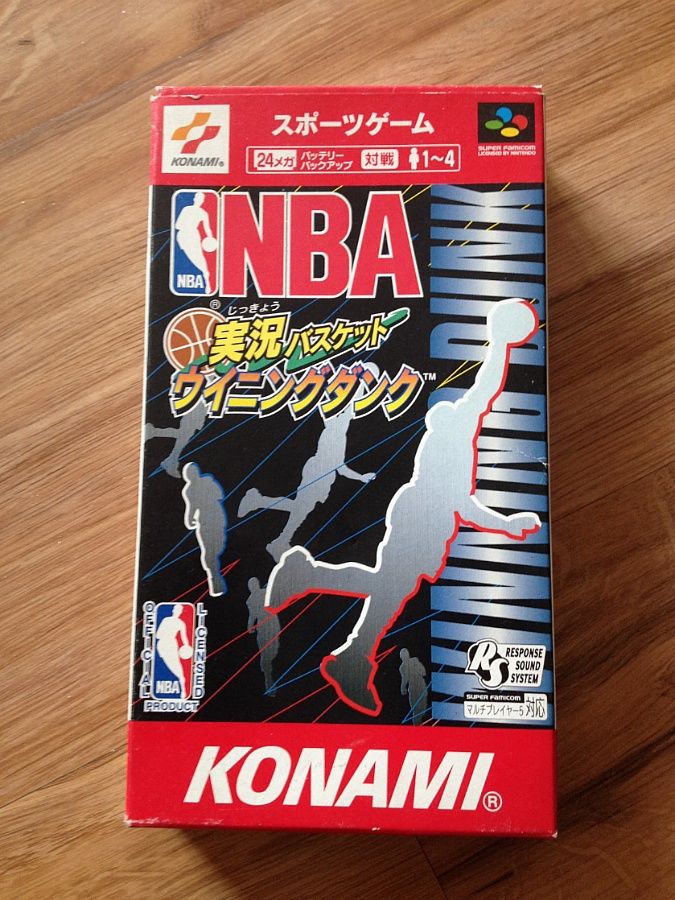 KONAMI®
スポーツゲーム
24メガ バッテリーバックアップ 対戦 1〜4
SUPER FAMICOM
LICENSED BY NINTENDO
NBA
NBA
®
じっきょう
実況バスケット
ウイニングダンク™
WINNING DUNK
OFFICIAL LICENSED
NBA
PRODUCT
RS
RESPONSE
SOUND
SYSTEM
SUPER FAMICOM
マルチプレイヤー5 対応
KONAMI®